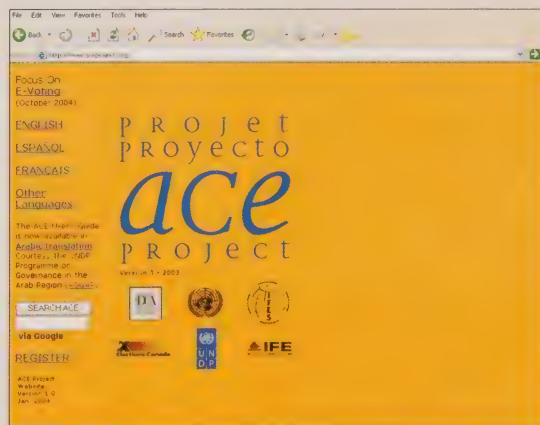 File Edit View Favorites Tools Help
Back Search Favorites
Focus On
E-Voting
(October 2004)
ENGLISH
ESPAÑOL
FRANÇAIS
Other
Languages
The ACE User Guide
is now available in
Arabic translation
Courtesy the UNDP
Programme on
Governance in the
Arab Region
SEARCH ACE
via Google
REGISTER
ACE Project
Website
Version 1.0
Jan. 2004
PROJET
PROyECTO
ace
PROJECT
Version 1 - 2003
IFES
Elections Canada
U N
D P
IFE